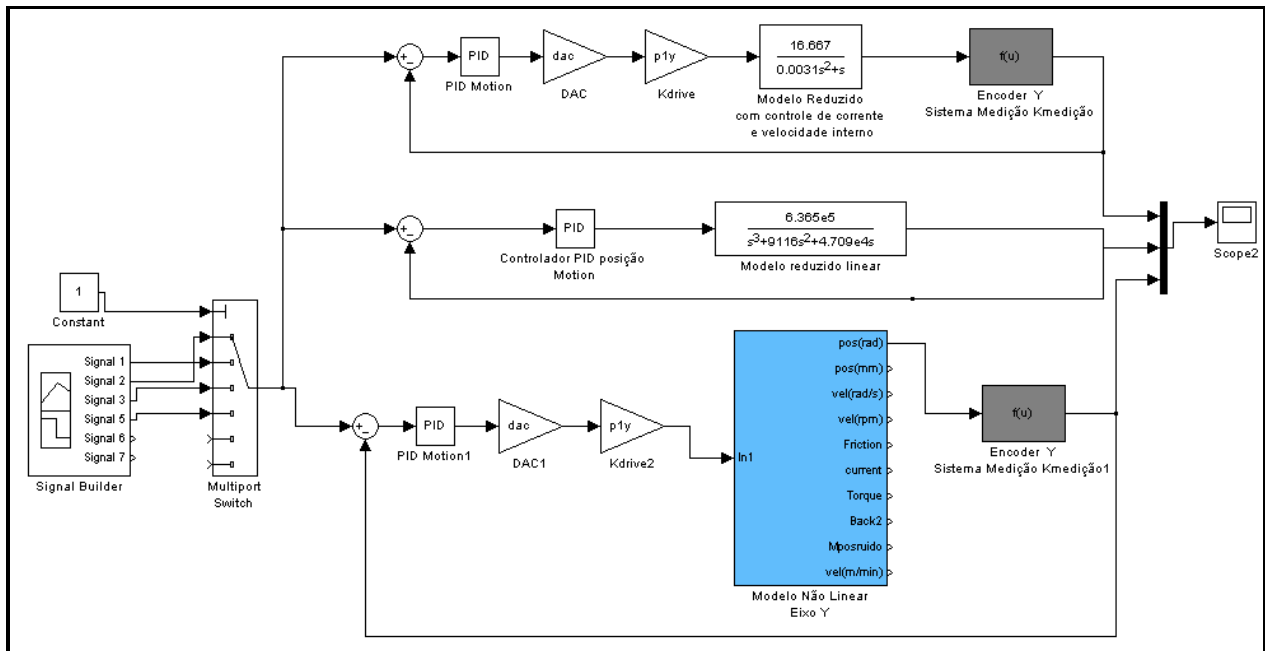 +
−
PID
PID Motion
dac
DAC
p1y
Kdrive
16.667
0.0031s²+s
Modelo Reduzido
com controle de corrente
e velocidade interno
f(u)
Encoder Y
Sistema Medição Kmedição
+
−
PID
Controlador PID posição
Motion
6.365e5
s³+9116s²+4.709e4s
Modelo reduzido linear
Scope2
1
Constant
Signal 1
Signal 2
Signal 3
Signal 5
Signal 6
Signal 7
Signal Builder
Multiport
Switch
+
−
PID
PID Motion1
dac
DAC1
p1y
Kdrive2
In1
pos(rad)
pos(mm)
vel(rad/s)
vel(rpm)
Friction
current
Torque
Back2
Mposruido
vel(m/min)
Modelo Não Linear
Eixo Y
f(u)
Encoder Y
Sistema Medição Kmedição1